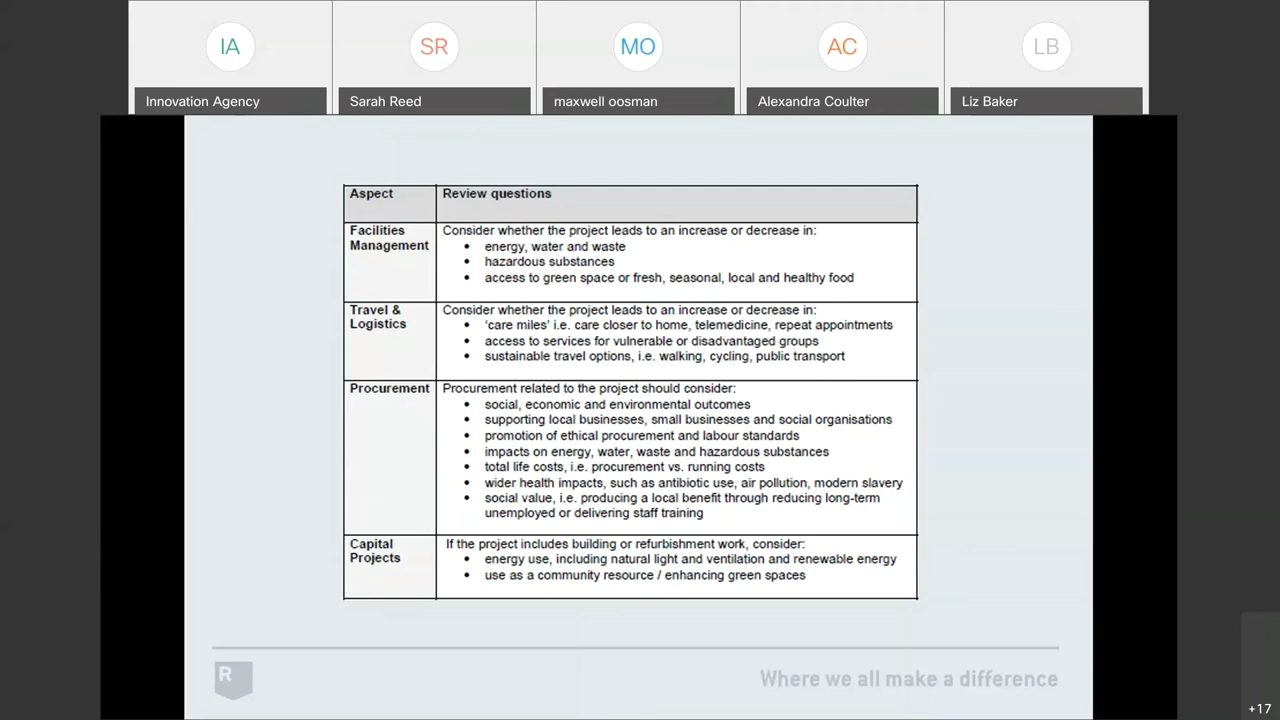 IA
SR
MO
AC
LB
Innovation Agency
Sarah Reed
maxwell oosman
Alexandra Coulter
Liz Baker
Aspect
Review questions
Facilities
Management
Consider whether the project leads to an increase or decrease in:
• energy, water and waste
• hazardous substances
• access to green space or fresh, seasonal, local and healthy food
Travel &
Logistics
Consider whether the project leads to an increase or decrease in:
• 'care miles' i.e. care closer to home, telemedicine, repeat appointments
• access to services for vulnerable or disadvantaged groups
• sustainable travel options, i.e. walking, cycling, public transport
Procurement
Procurement related to the project should consider:
• social, economic and environmental outcomes
• supporting local businesses, small businesses and social organisations
• promotion of ethical procurement and labour standards
• impacts on energy, water, waste and hazardous substances
• total life costs, i.e. procurement vs. running costs
• wider health impacts, such as antibiotic use, air pollution, modern slavery
• social value, i.e. producing a local benefit through reducing long-term
unemployed or delivering staff training
Capital
Projects
If the project includes building or refurbishment work, consider:
• energy use, including natural light and ventilation and renewable energy
• use as a community resource / enhancing green spaces
R
Where we all make a difference
+17